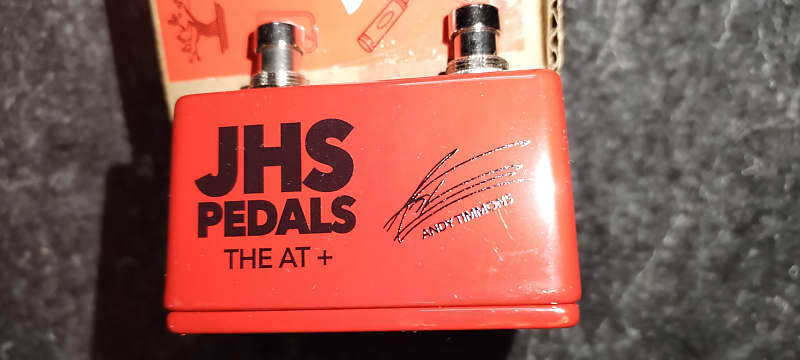 JHS
PEDALS
THE AT +
ANDY TIMMONS